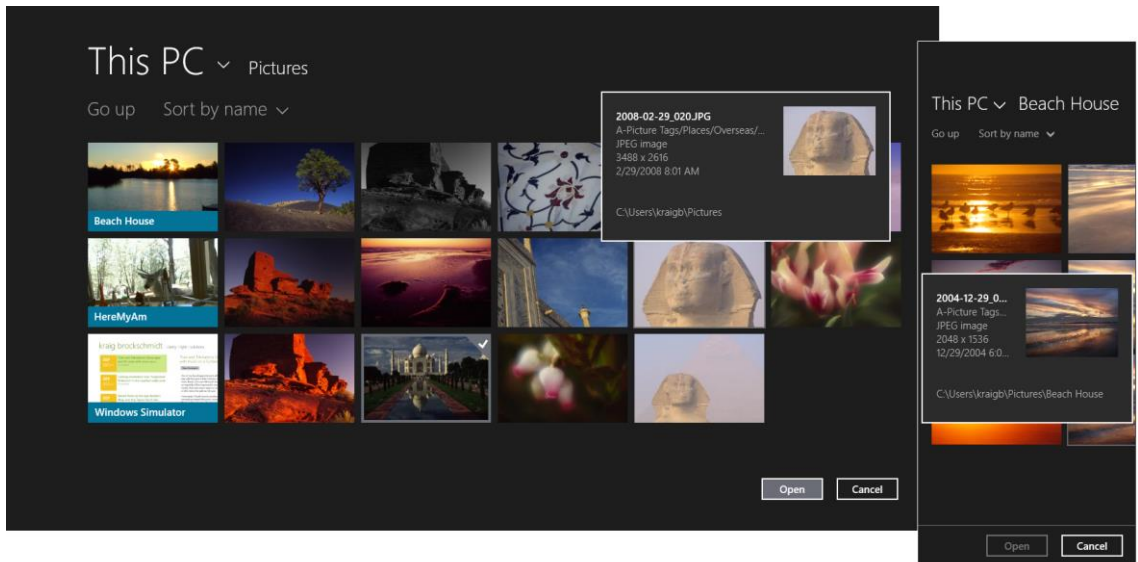 This PC Pictures
Go up Sort by name
2008-02-29_020.JPG
A-Picture Tags/Places/Overseas/...
JPEG image
3488 x 2616
2/29/2008 8:01 AM
C:\Users\kraigb\Pictures
Beach House
HereMyAm
kraig brockschmidt
Windows Simulator
Open Cancel
This PC Beach House
Go up Sort by name
2004-12-29_0...
A-Picture Tags...
JPEG image
2048 x 1536
12/29/2004 6:0...
C:\Users\kraigb\Pictures\Beach House
Open Cancel